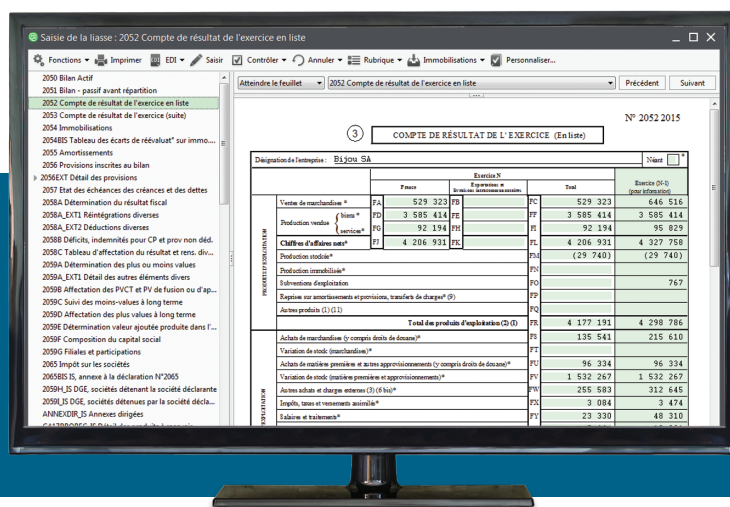 Saisie de la liasse : 2052 Compte de résultat de l'exercice en liste
Fonctions Imprimer EDI Saisir Contrôler Annuler Rubrique Immobilisations Personnaliser...
2050 Bilan Actif
2051 Bilan - passif avant répartition
2052 Compte de résultat de l'exercice en liste
2053 Compte de résultat de l'exercice (suite)
2054 Immobilisations
2054BIS Tableau des écarts de réévaluat° sur immo....
2055 Amortissements
2056 Provisions inscrites au bilan
2056EXT Détail des provisions
2057 Etat des échéances des créances et des dettes
2058A Détermination du résultat fiscal
2058A_EXT1 Réintégrations diverses
2058A_EXT2 Déductions diverses
2058B Déficits, indemnités pour CP et prov non déd.
2058C Tableau d'affectation du résultat et rens. div...
2059A Détermination des plus ou moins values
2059A_EXT1 Détail des autres éléments divers
2059B Affectation des PVCT et PV de fusion ou d'ap...
2059C Suivi des moins-values à long terme
2059D Affectation des plus values à long terme
2059E Détermination valeur ajoutée produite dans l'...
2059F Composition du capital social
2059G Filiales et participations
2065 Impôt sur les sociétés
2065BIS IS, annexe à la déclaration N°2065
2059H_IS DGE, sociétés détenant la société déclarante
2059I_IS DGE, sociétés détenues par la société décla...
ANNEXDIR_IS Annexes dirigées
Atteindre le feuillet 2052 Compte de résultat de l'exercice en liste Précédent Suivant
N° 2052 2015
3 COMPTE DE RÉSULTAT DE L'EXERCICE (En liste)
Désignation de l'entreprise : Bijou SA Néant *
Exercice N
France Exportations et livraisons intracommunautaires Total Exercice (N-1) (pour information)
PRODUITS D'EXPLOITATION
Ventes de marchandises * FA 529 323 FB FC 529 323 646 516
Production vendue { biens * FD 3 585 414 FE FF 3 585 414 3 585 414
services* FG 92 194 FH FI 92 194 95 829
Chiffres d'affaires nets* FJ 4 206 931 FK FL 4 206 931 4 327 758
Production stockée* FM (29 740) (29 740)
Production immobilisée* FN
Subventions d'exploitation FO 767
Reprises sur amortissements et provisions, transferts de charges* (9) FP
Autres produits (1) (11) FQ
Total des produits d'exploitation (2) (I) FR 4 177 191 4 298 786
Achats de marchandises (y compris droits de douane)* FS 135 541 215 610
Variation de stock (marchandises)* FT
Achats de matières premières et autres approvisionnements (y compris droits de douane)* FU 96 334 96 334
Variation de stock (matières premières et approvisionnements)* FV 1 532 267 1 532 267
Autres achats et charges externes (3) (6 bis)* FW 255 583 312 645
Impôts, taxes et versements assimilés* FX 3 084 3 474
Salaires et traitements* FY 23 330 48 310